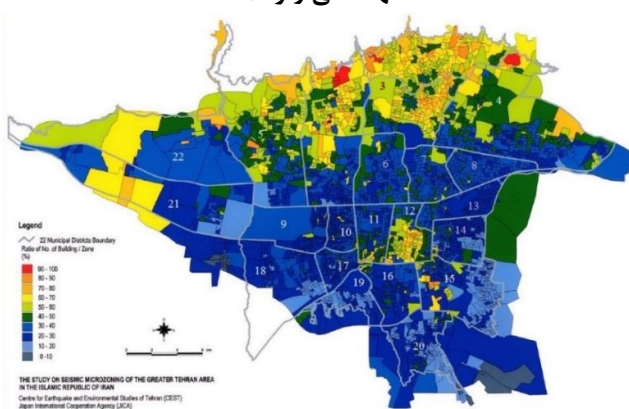 22
21
5
3
4
6
8
9
10
11
12
13
14
18
17
19
16
15
20
Legend
22 Municipal Districts Boundary
Ratio of No. of Building / Zone
(%)
90 - 100
80 - 90
70 - 80
60 - 70
50 - 60
40 - 50
30 - 40
20 - 30
10 - 20
0 -10
THE STUDY ON SEISMIC MICROZONING OF THE GREATER TEHRAN AREA
IN THE ISLAMIC REPUBLIC OF IRAN
Centre for Earthquake and Environmental Studies of Tehran (CEST)
Japan International Cooperation Agency (JICA)